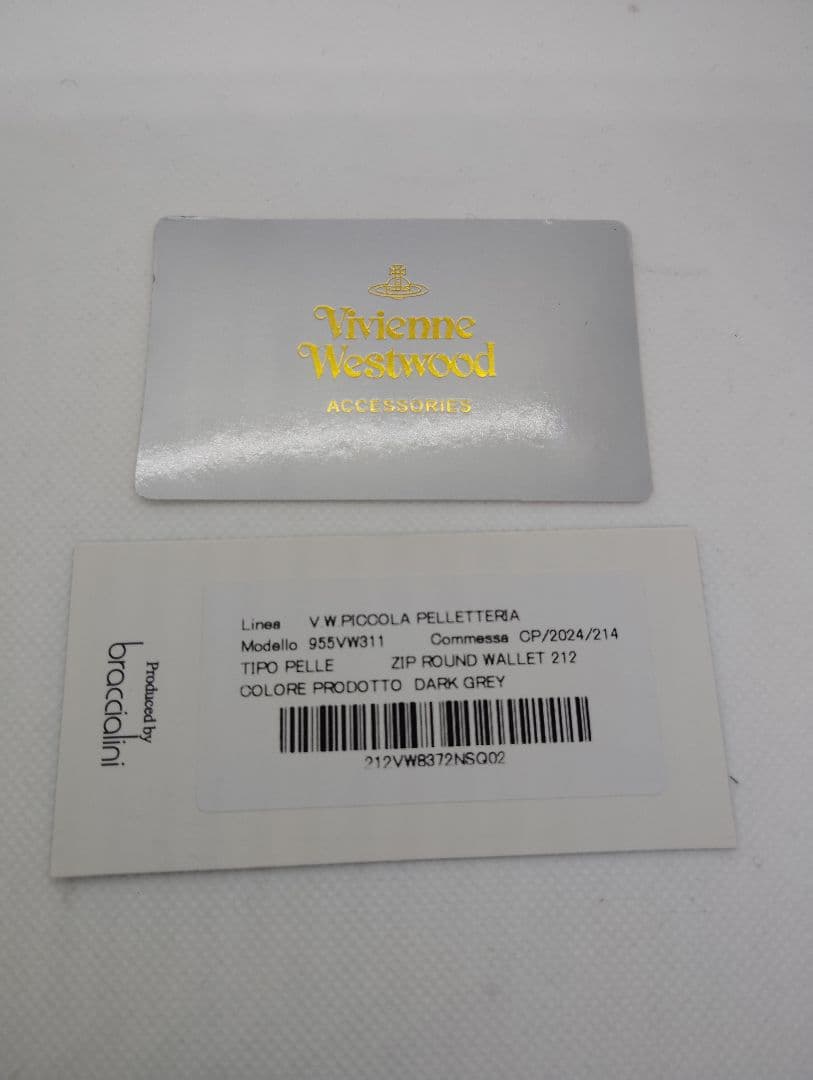 Vivienne
Westwood
ACCESSORIES
Linea V.W.PICCOLA PELLETTERIA
Modello 955VW311 Commessa CP/2024/214
TIPO PELLE ZIP ROUND WALLET 212
COLORE PRODOTTO DARK GREY
212VW8372NSQ02
Produced by
braccialini